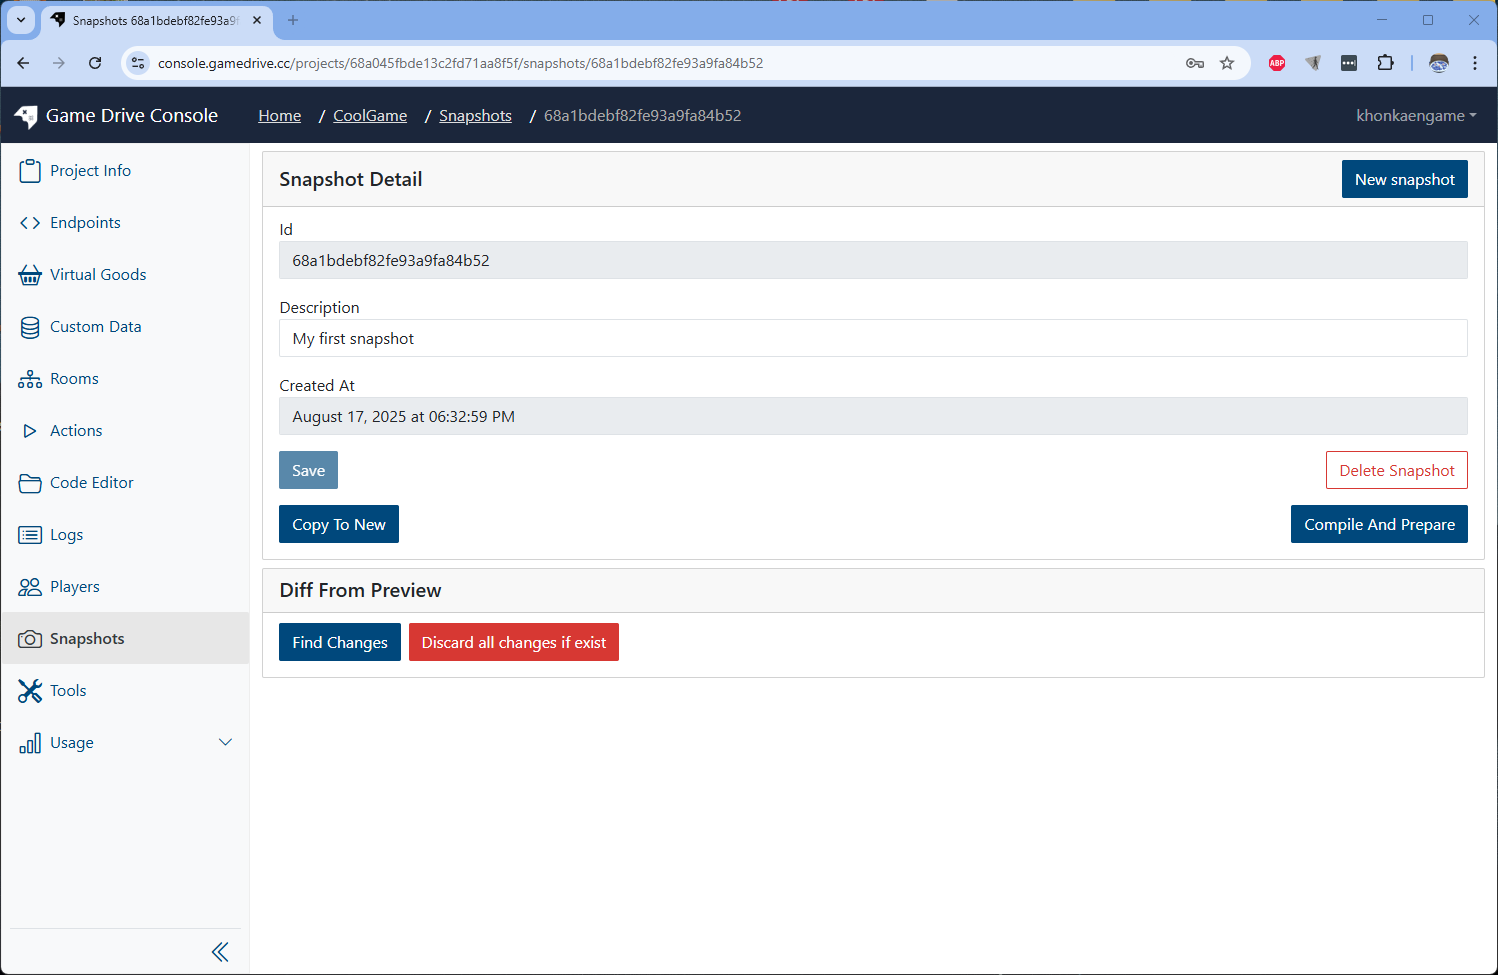 Snapshots 68a1bdebf82fe93a9f
console.gamedrive.cc/projects/68a045fbde13c2fd71aa8f5f/snapshots/68a1bdebf82fe93a9fa84b52
ABP
Game Drive Console
Home / CoolGame / Snapshots / 68a1bdebf82fe93a9fa84b52
khonkaengame
Project Info
Endpoints
Virtual Goods
Custom Data
Rooms
Actions
Code Editor
Logs
Players
Snapshots
Tools
Usage
Snapshot Detail
New snapshot
Id
68a1bdebf82fe93a9fa84b52
Description
My first snapshot
Created At
August 17, 2025 at 06:32:59 PM
Save
Delete Snapshot
Copy To New
Compile And Prepare
Diff From Preview
Find Changes
Discard all changes if exist